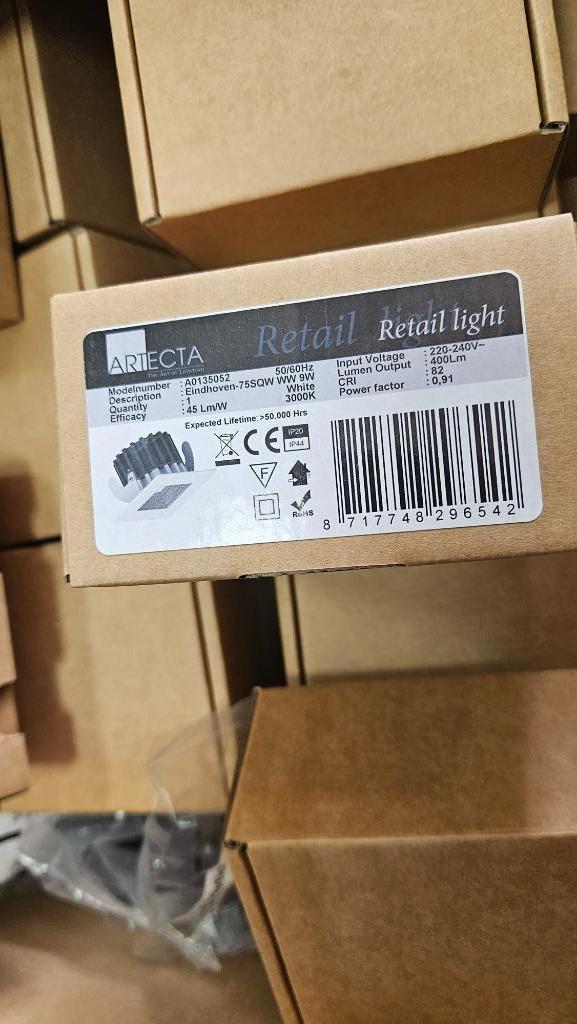 Retail light
Retail light
ARTECTA
THE ART OF LIGHTING
Modelnumber : A0135052 50/60Hz Input Voltage : 220-240V~
Description : Eindhoven-75SQW WW 9W Lumen Output : 400Lm
Quantity : 1 White CRI : 82
Efficacy : 45 Lm/W 3000K Power factor : 0,91
Expected Lifetime: >50,000 Hrs
CE
IP20
IP44
F
RoHS
8 717748 296542